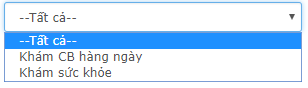 --Tất cả--
--Tất cả--
Khám CB hàng ngày
Khám sức khỏe